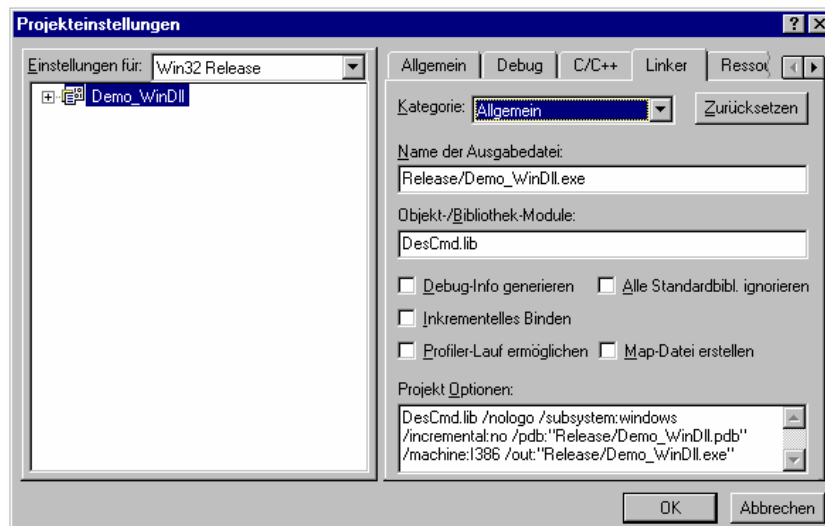 Projekteinstellungen
Einstellungen für: Win32 Release
Demo_WinDll
Allgemein Debug C/C++ Linker Ressou
Kategorie: Allgemein Zurücksetzen
Name der Ausgabedatei:
Release/Demo_WinDll.exe
Objekt-/Bibliothek-Module:
DesCmd.lib
Debug-Info generieren Alle Standardbibl. ignorieren
Inkrementelles Binden
Profiler-Lauf ermöglichen Map-Datei erstellen
Projekt Optionen:
DesCmd.lib /nologo /subsystem:windows
/incremental:no /pdb:"Release/Demo_WinDll.pdb"
/machine:I386 /out:"Release/Demo_WinDll.exe"
OK Abbrechen